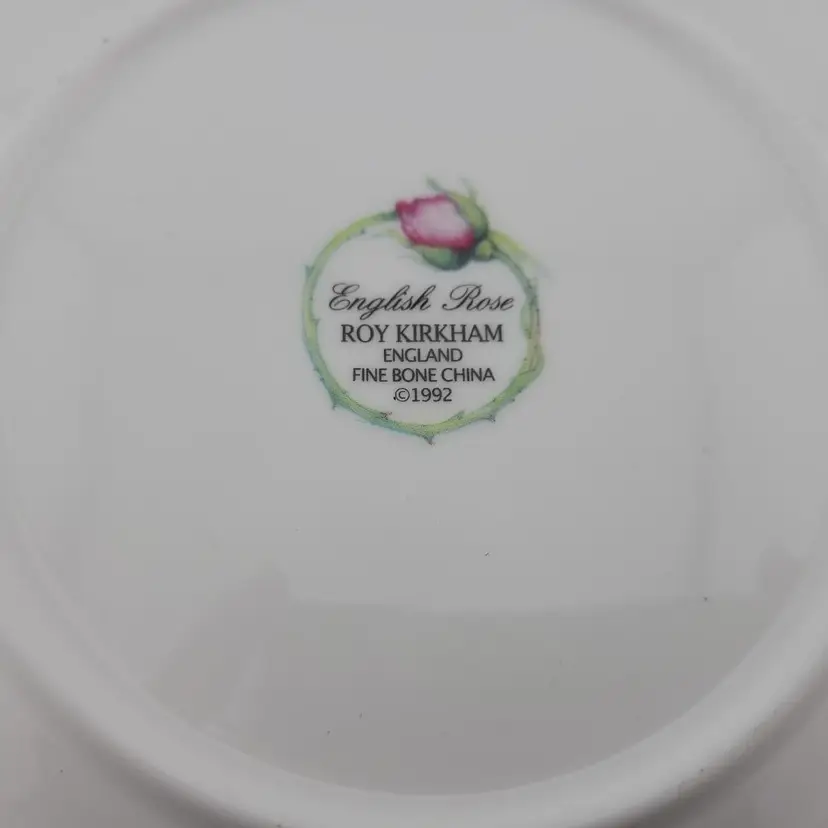 English Rose
ROY KIRKHAM
ENGLAND
FINE BONE CHINA
©1992